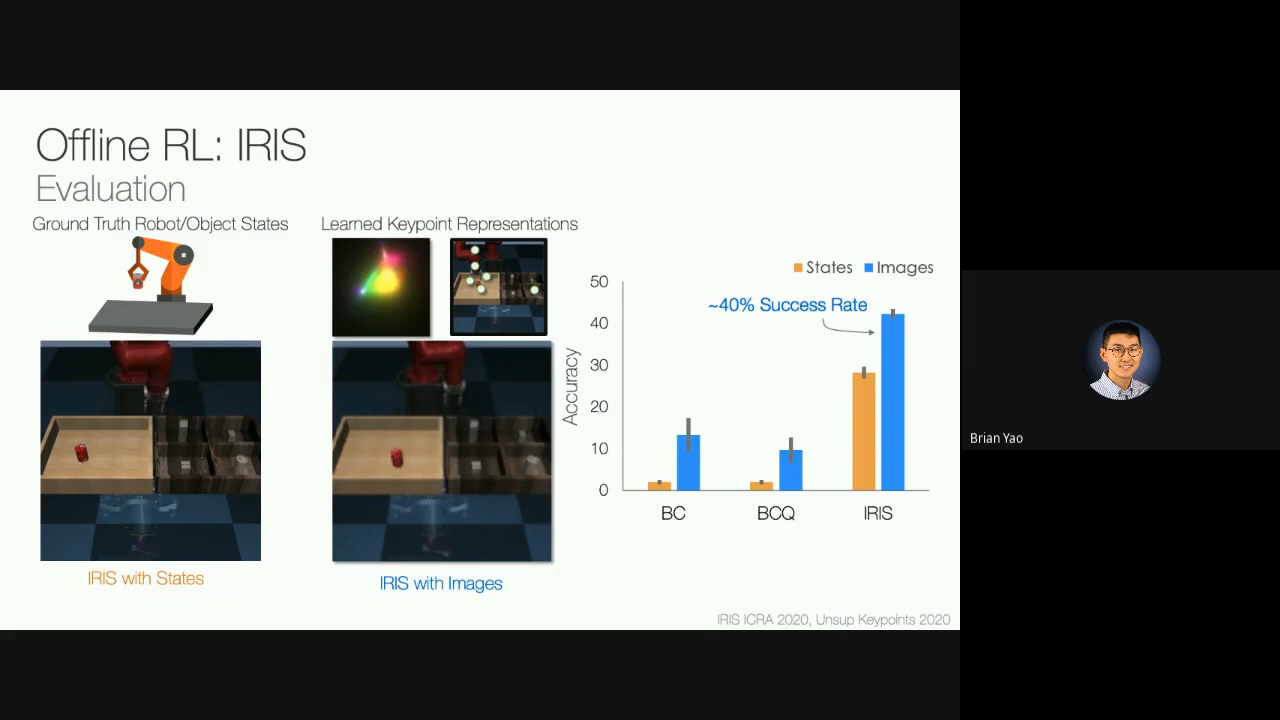 Offline RL: IRIS
Evaluation
Ground Truth Robot/Object States
Learned Keypoint Representations
IRIS with States
IRIS with Images
States
Images
~40% Success Rate
Accuracy
50
40
30
20
10
0
BC
BCQ
IRIS
IRIS ICRA 2020, Unsup Keypoints 2020
Brian Yao